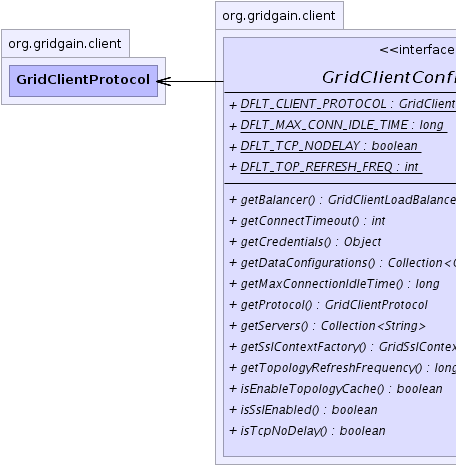 org.gridgain.client
org.gridgain.client
GridClientProtocol
<<interface
GridClientConf
+ DFLT_CLIENT_PROTOCOL : GridClient
+ DFLT_MAX_CONN_IDLE_TIME : long
+ DFLT_TCP_NODELAY : boolean
+ DFLT_TOP_REFRESH_FREQ : int
+ getBalancer() : GridClientLoadBalance
+ getConnectTimeout() : int
+ getCredentials() : Object
+ getDataConfigurations() : Collection<G
+ getMaxConnectionIdleTime() : long
+ getProtocol() : GridClientProtocol
+ getServers() : Collection<String>
+ getSslContextFactory() : GridSslContex
+ getTopologyRefreshFrequency() : long
+ isEnableTopologyCache() : boolean
+ isSslEnabled() : boolean
+ isTcpNoDelay() : boolean